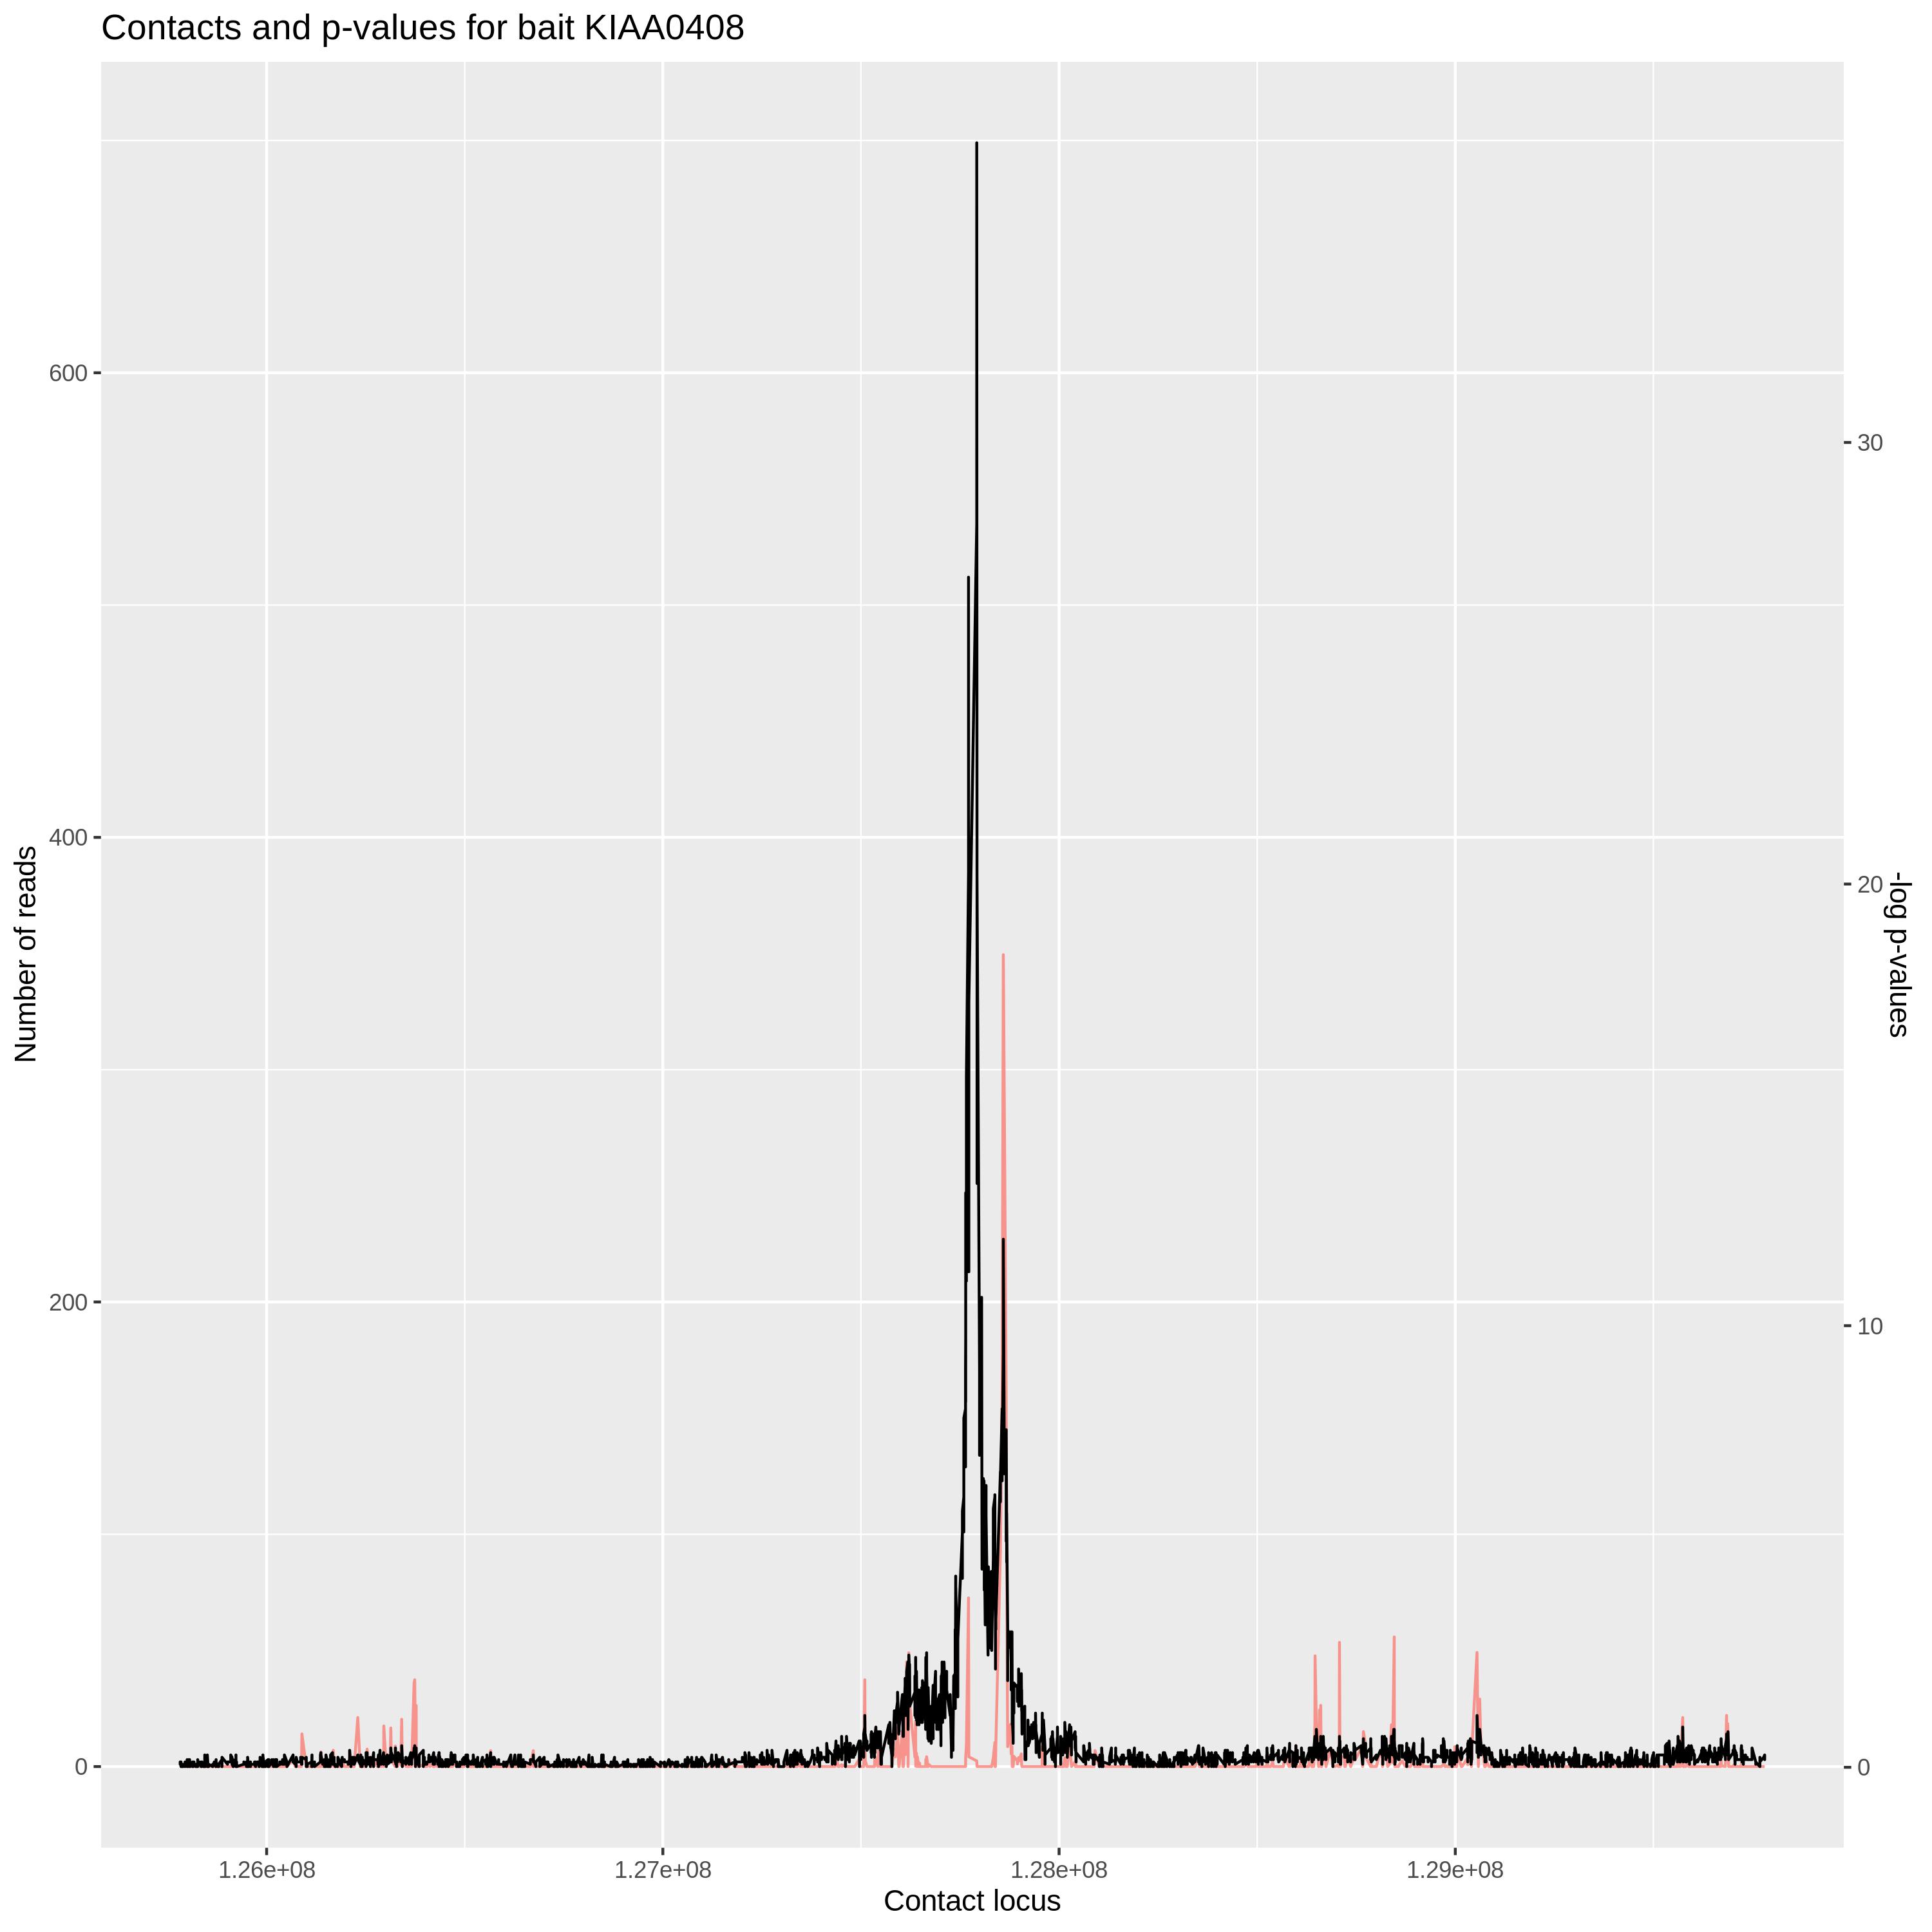 Contacts and p-values for bait KIAA0408
Number of reads
600
400
200
0
30
20
10
0
-log p-values
1.26e+08
1.27e+08
1.28e+08
1.29e+08
Contact locus